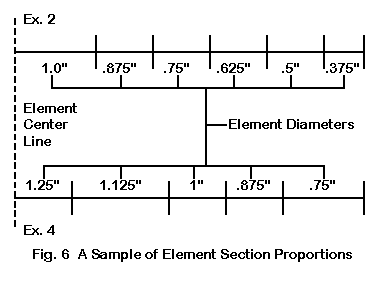 Ex. 2
1.0" .875" .75" .625" .5" .375"
Element
Center
Line
Element Diameters
1.25" 1.125" 1" .875" .75"
Ex. 4
Fig. 6 A Sample of Element Section Proportions